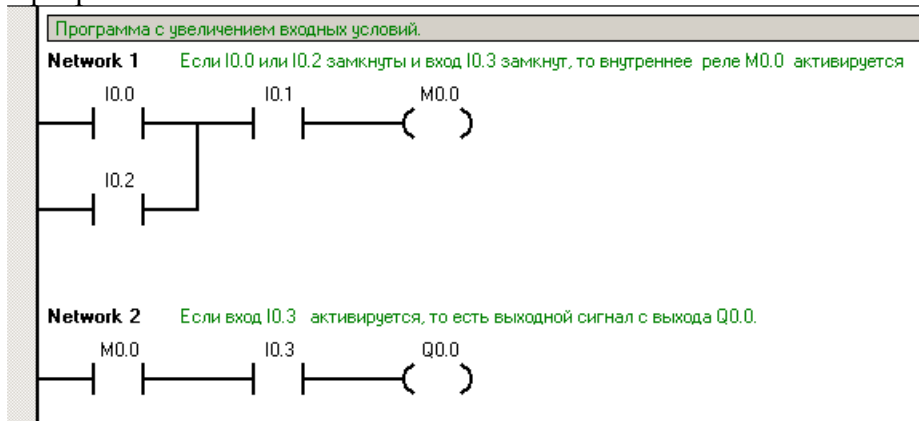 Программа с увеличением входных условий.
Network 1 Если I0.0 или I0.2 замкнуты и вход I0.3 замкнут, то внутреннее реле M0.0 активируется
I0.0 I0.1 M0.0
I0.2
Network 2 Если вход I0.3 активируется, то есть выходной сигнал с выхода Q0.0.
M0.0 I0.3 Q0.0